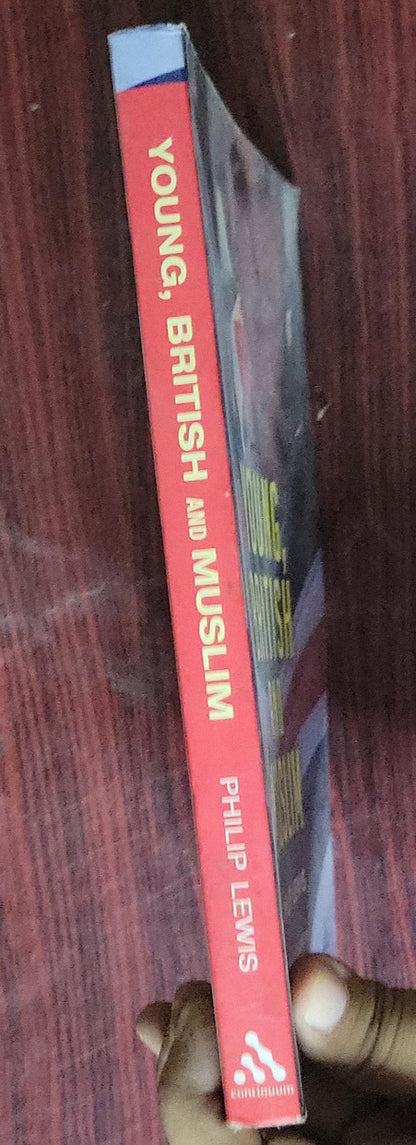 YOUNG, BRITISH AND MUSLIM
PHILIP LEWIS
continuum